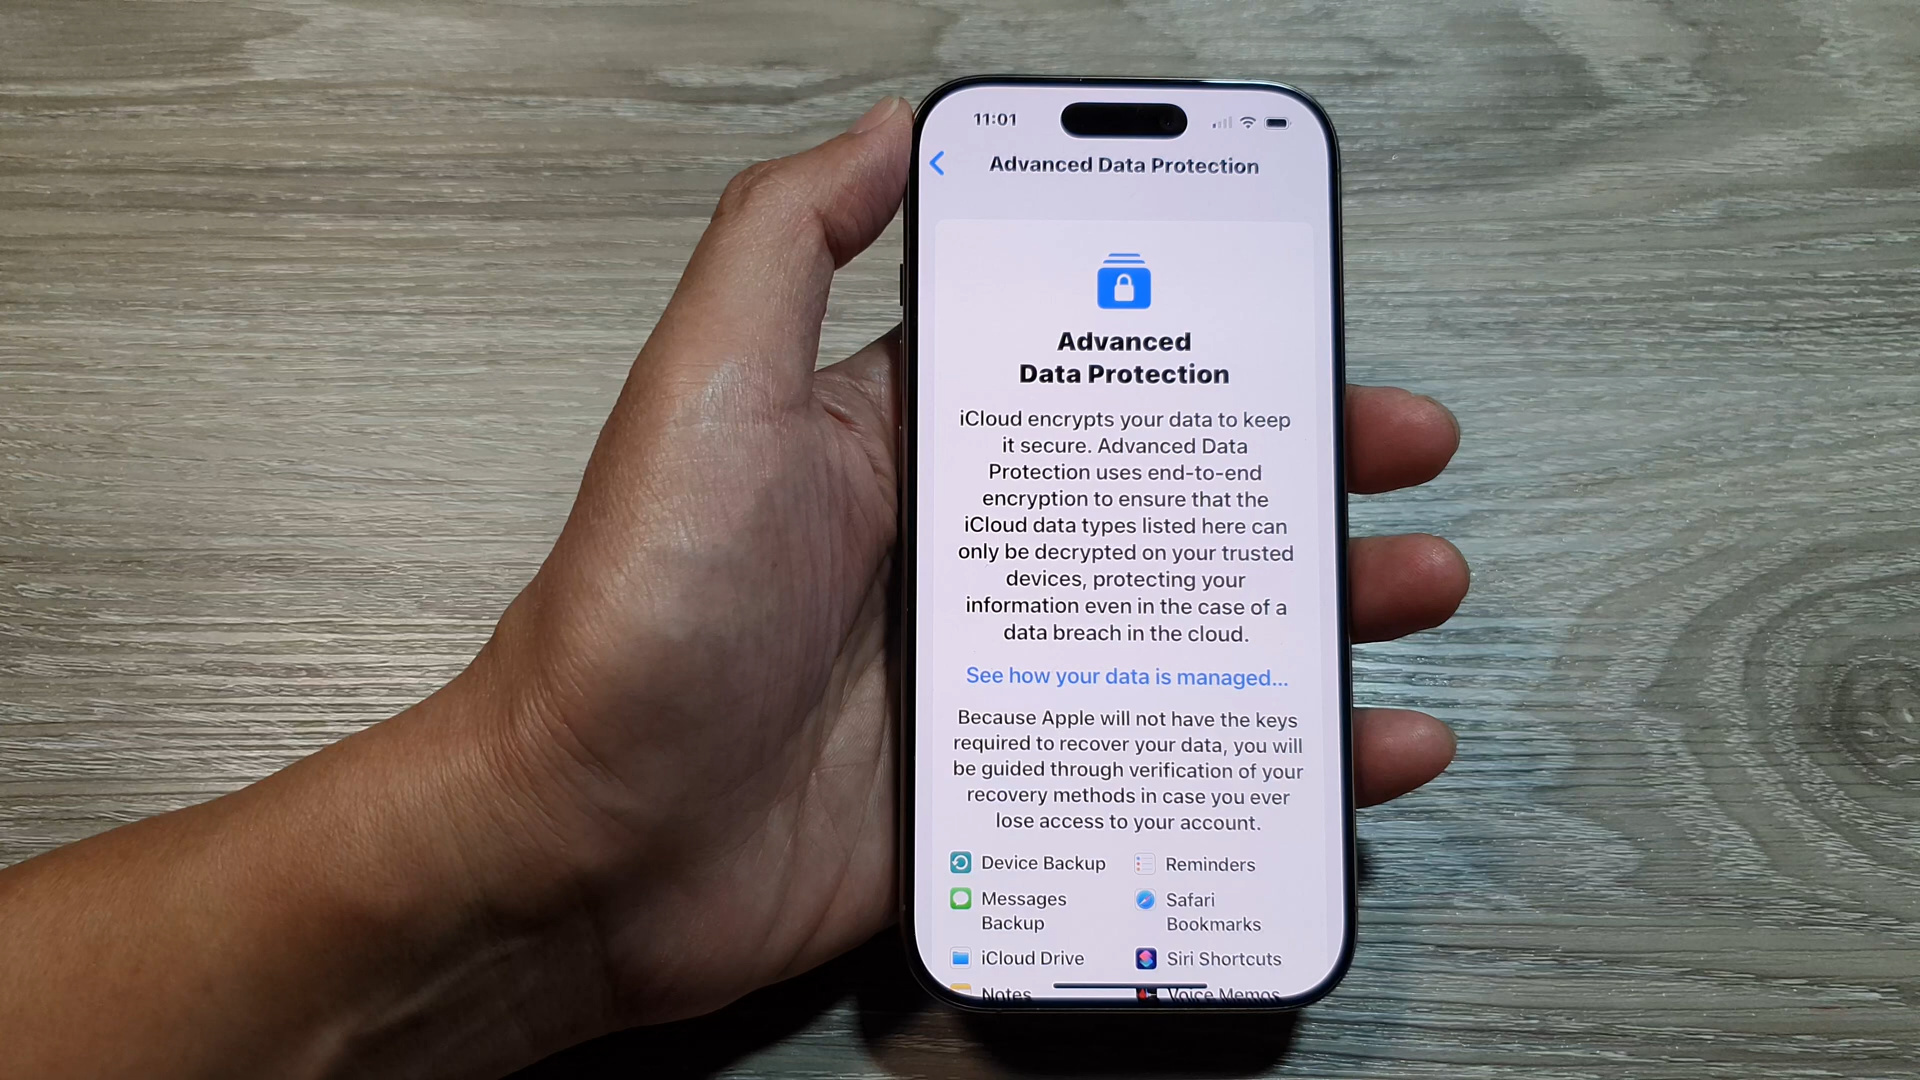 11:01
Advanced Data Protection
Advanced
Data Protection
iCloud encrypts your data to keep
it secure. Advanced Data
Protection uses end-to-end
encryption to ensure that the
iCloud data types listed here can
only be decrypted on your trusted
devices, protecting your
information even in the case of a
data breach in the cloud.
See how your data is managed...
Because Apple will not have the keys
required to recover your data, you will
be guided through verification of your
recovery methods in case you ever
lose access to your account.
Device Backup
Reminders
Messages
Backup
Safari
Bookmarks
iCloud Drive
Siri Shortcuts
Notes
Voice Memos